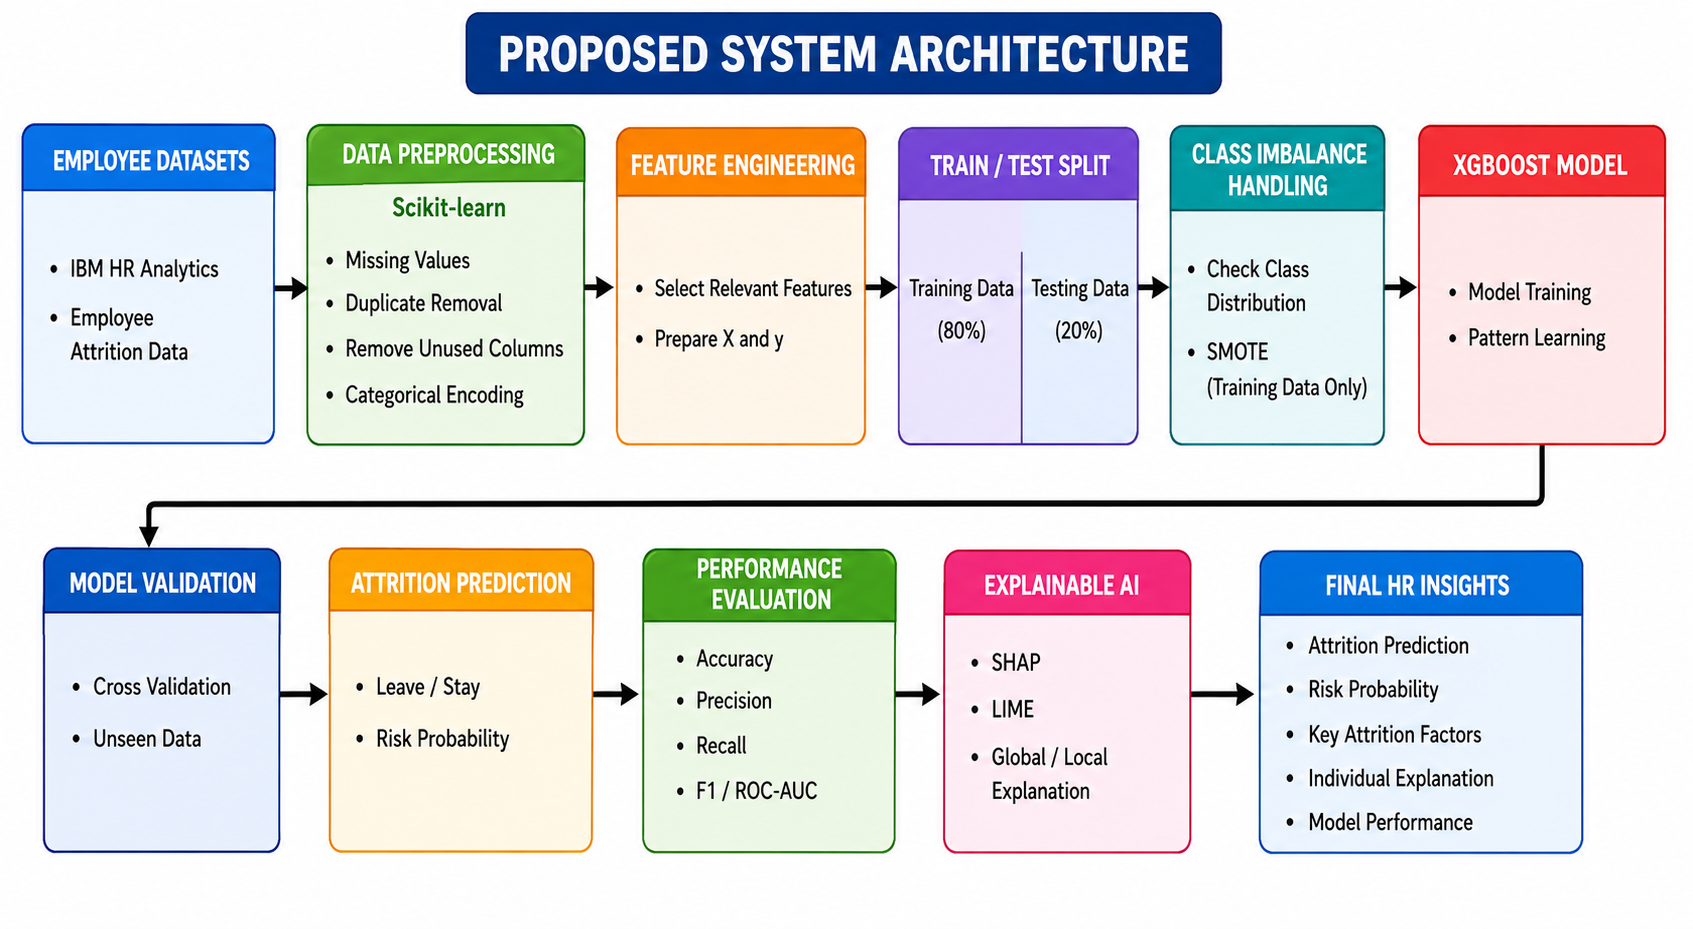 PROPOSED SYSTEM ARCHITECTURE
EMPLOYEE DATASETS
• IBM HR Analytics
• Employee
Attrition Data
DATA PREPROCESSING
Scikit-learn
• Missing Values
• Duplicate Removal
• Remove Unused Columns
• Categorical Encoding
FEATURE ENGINEERING
• Select Relevant Features
• Prepare X and y
TRAIN / TEST SPLIT
Training Data
(80%)
Testing Data
(20%)
CLASS IMBALANCE
HANDLING
• Check Class
Distribution
• SMOTE
(Training Data Only)
XGBOOST MODEL
• Model Training
• Pattern Learning
MODEL VALIDATION
• Cross Validation
• Unseen Data
ATTRITION PREDICTION
• Leave / Stay
• Risk Probability
PERFORMANCE
EVALUATION
• Accuracy
• Precision
• Recall
• F1 / ROC-AUC
EXPLAINABLE AI
• SHAP
• LIME
• Global / Local
Explanation
FINAL HR INSIGHTS
• Attrition Prediction
• Risk Probability
• Key Attrition Factors
• Individual Explanation
• Model Performance